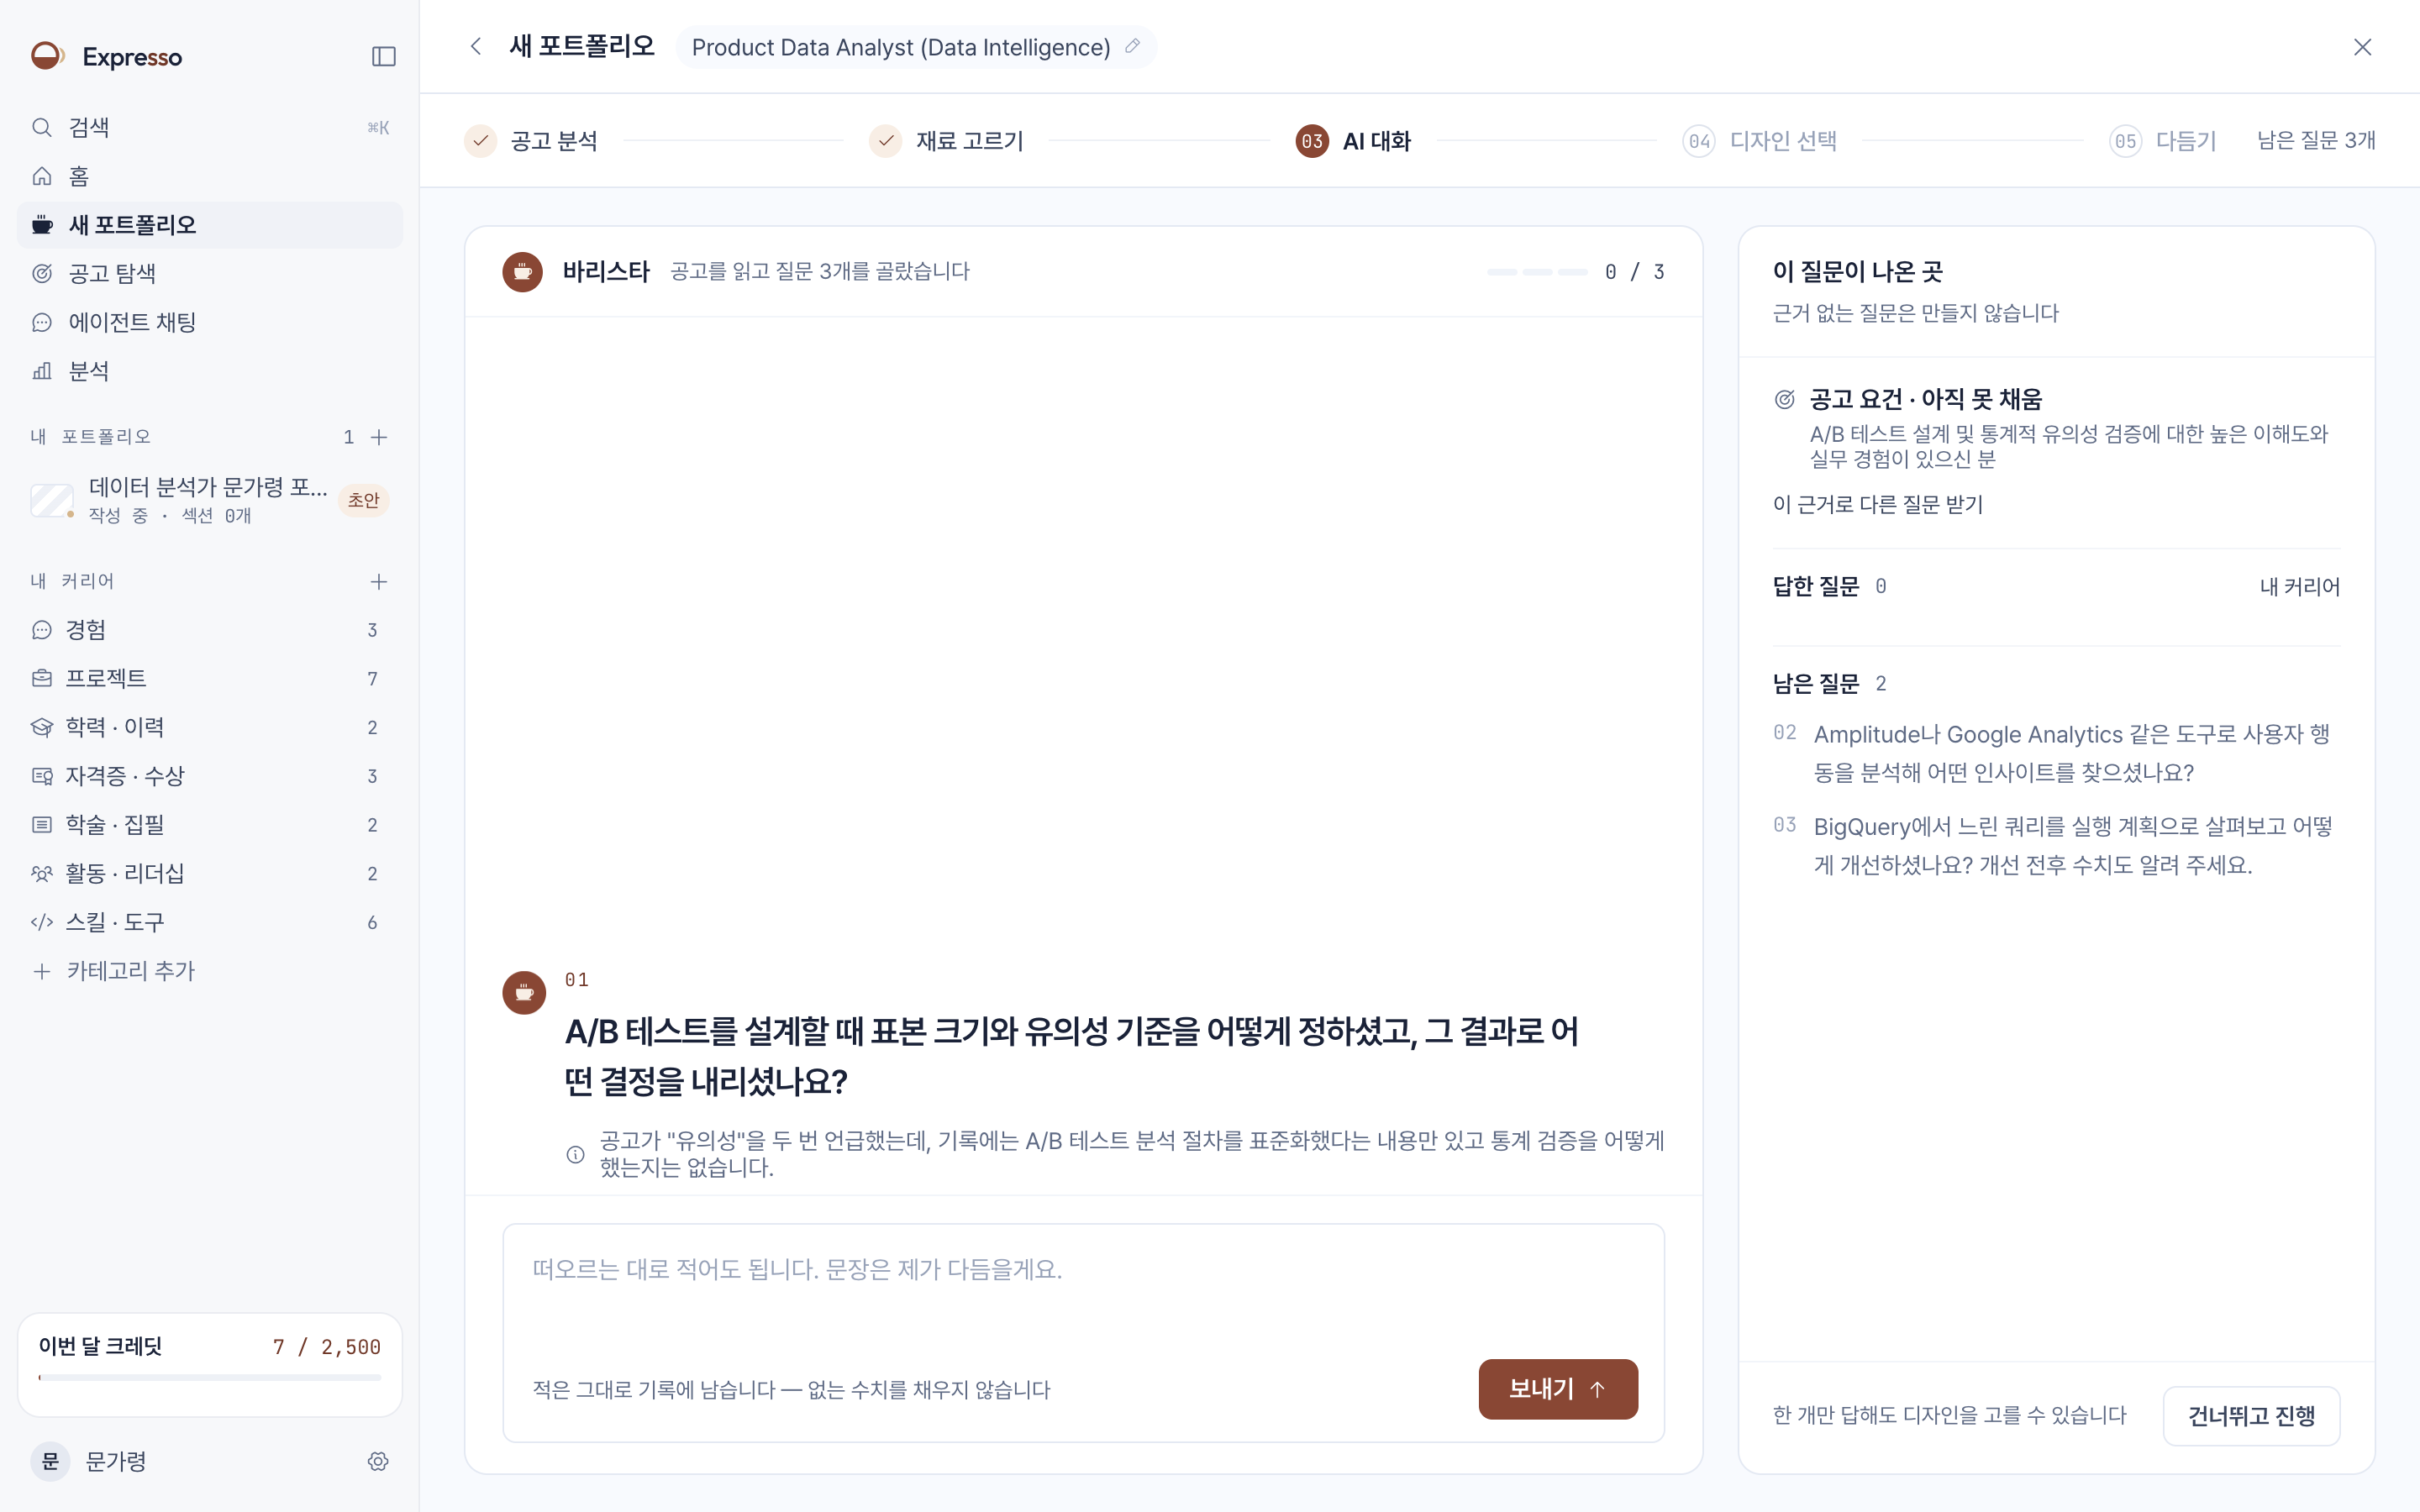 Expresso
검색 ⌘K
홈
새 포트폴리오
공고 탐색
에이전트 채팅
분석
내 포트폴리오 1
데이터 분석가 문가령 포...
작성 중 · 섹션 0개
초안
내 커리어
경험 3
프로젝트 7
학력 · 이력 2
자격증 · 수상 3
학술 · 집필 2
활동 · 리더십 2
스킬 · 도구 6
카테고리 추가
이번 달 크레딧 7 / 2,500
문 문가령
새 포트폴리오 Product Data Analyst (Data Intelligence)
공고 분석
재료 고르기
03 AI 대화
04 디자인 선택
05 다듬기
남은 질문 3개
바리스타 공고를 읽고 질문 3개를 골랐습니다 0 / 3
01
A/B 테스트를 설계할 때 표본 크기와 유의성 기준을 어떻게 정하셨고, 그 결과로 어
떤 결정을 내리셨나요?
공고가 "유의성"을 두 번 언급했는데, 기록에는 A/B 테스트 분석 절차를 표준화했다는 내용만 있고 통계 검증을 어떻게
했는지는 없습니다.
떠오르는 대로 적어도 됩니다. 문장은 제가 다듬을게요.
적은 그대로 기록에 남습니다 — 없는 수치를 채우지 않습니다
보내기
이 질문이 나온 곳
근거 없는 질문은 만들지 않습니다
공고 요건 · 아직 못 채움
A/B 테스트 설계 및 통계적 유의성 검증에 대한 높은 이해도와
실무 경험이 있으신 분
이 근거로 다른 질문 받기
답한 질문 0 내 커리어
남은 질문 2
02 Amplitude나 Google Analytics 같은 도구로 사용자 행
동을 분석해 어떤 인사이트를 찾으셨나요?
03 BigQuery에서 느린 쿼리를 실행 계획으로 살펴보고 어떻
게 개선하셨나요? 개선 전후 수치도 알려 주세요.
한 개만 답해도 디자인을 고를 수 있습니다
건너뛰고 진행